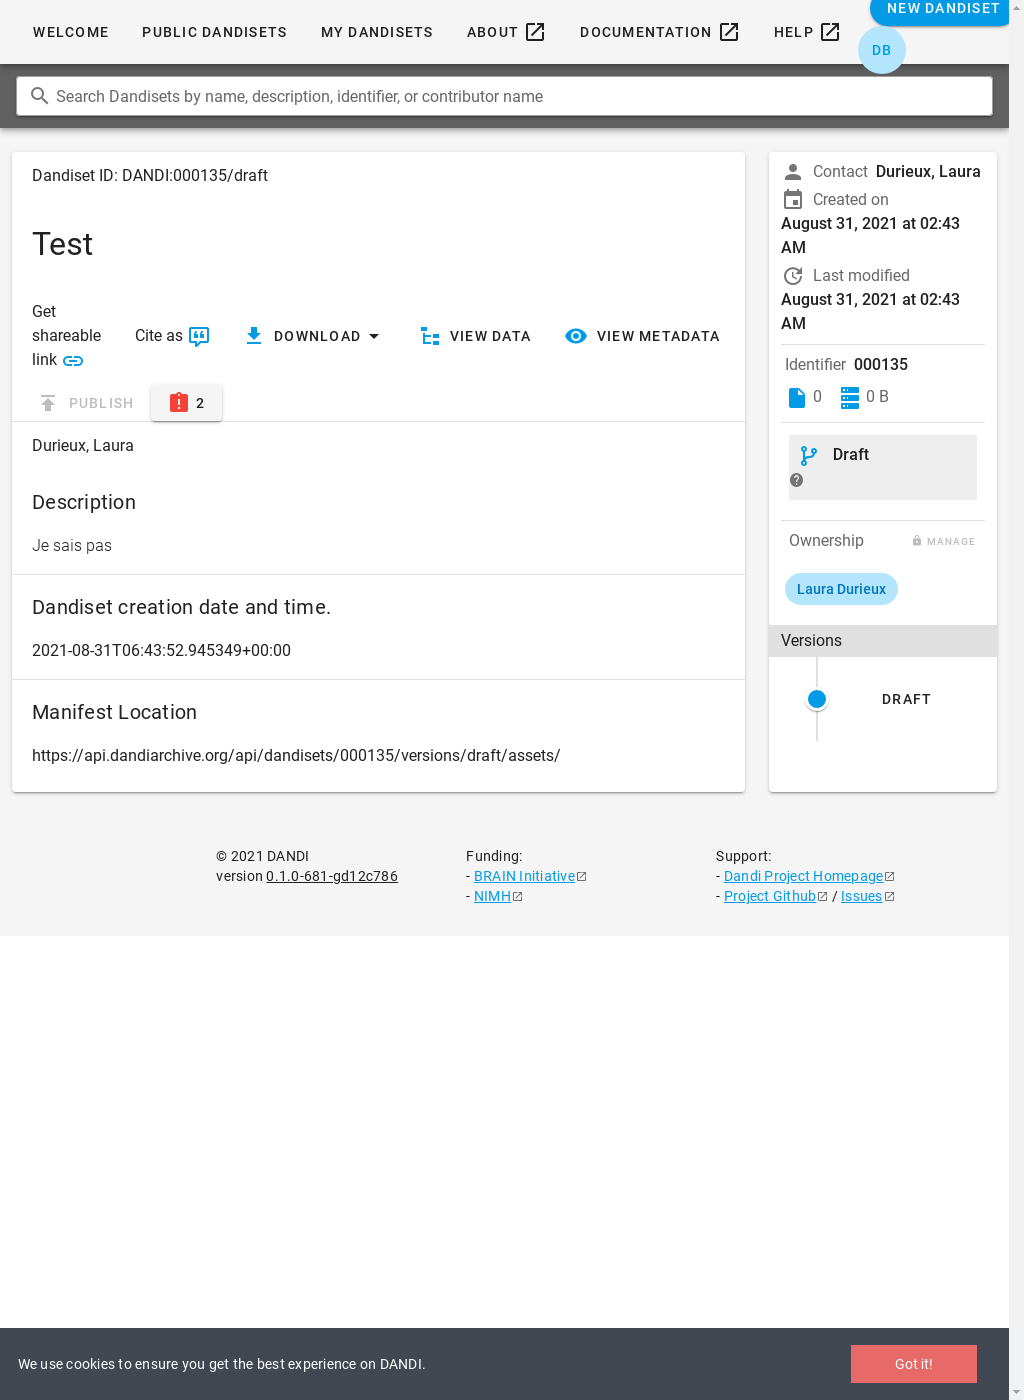 WELCOME
PUBLIC DANDISETS
MY DANDISETS
ABOUT
DOCUMENTATION
HELP
NEW DANDISET
DB
Search Dandisets by name, description, identifier, or contributor name
Dandiset ID: DANDI:000135/draft
Test
Get
shareable
link
Cite as
DOWNLOAD
VIEW DATA
VIEW METADATA
PUBLISH
2
Durieux, Laura
Description
Je sais pas
Dandiset creation date and time.
2021-08-31T06:43:52.945349+00:00
Manifest Location
https://api.dandiarchive.org/api/dandisets/000135/versions/draft/assets/
Contact Durieux, Laura
Created on
August 31, 2021 at 02:43
AM
Last modified
August 31, 2021 at 02:43
AM
Identifier 000135
0
0 B
Draft
Ownership
MANAGE
Laura Durieux
Versions
DRAFT
© 2021 DANDI
version 0.1.0-681-gd12c786
Funding:
- BRAIN Initiative
- NIMH
Support:
- Dandi Project Homepage
- Project Github / Issues
We use cookies to ensure you get the best experience on DANDI.
Got it!